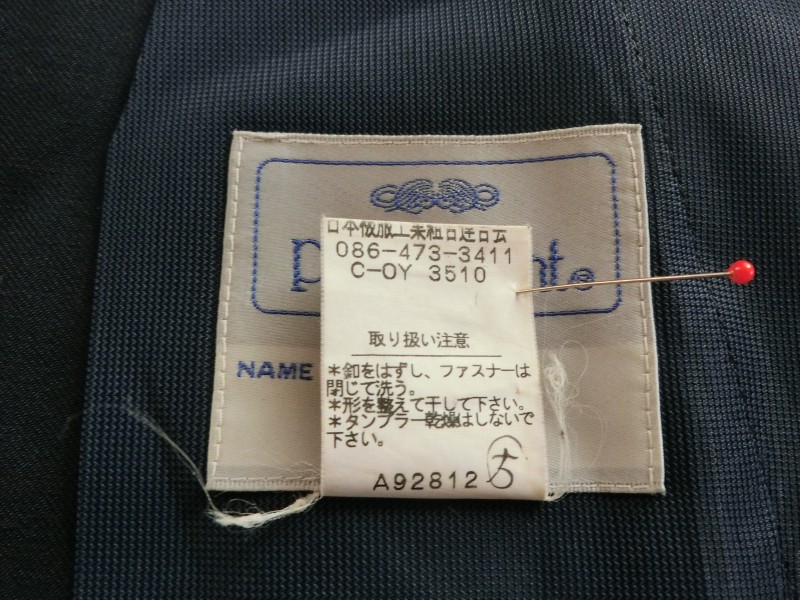 086-473-3411
C-OY 3510
取り扱い注意
NAME
*釦をはずし、ファスナーは
閉じて洗う。
*形を整えて干して下さい。
*タンブラー乾燥はしないで
下さい。
A92812